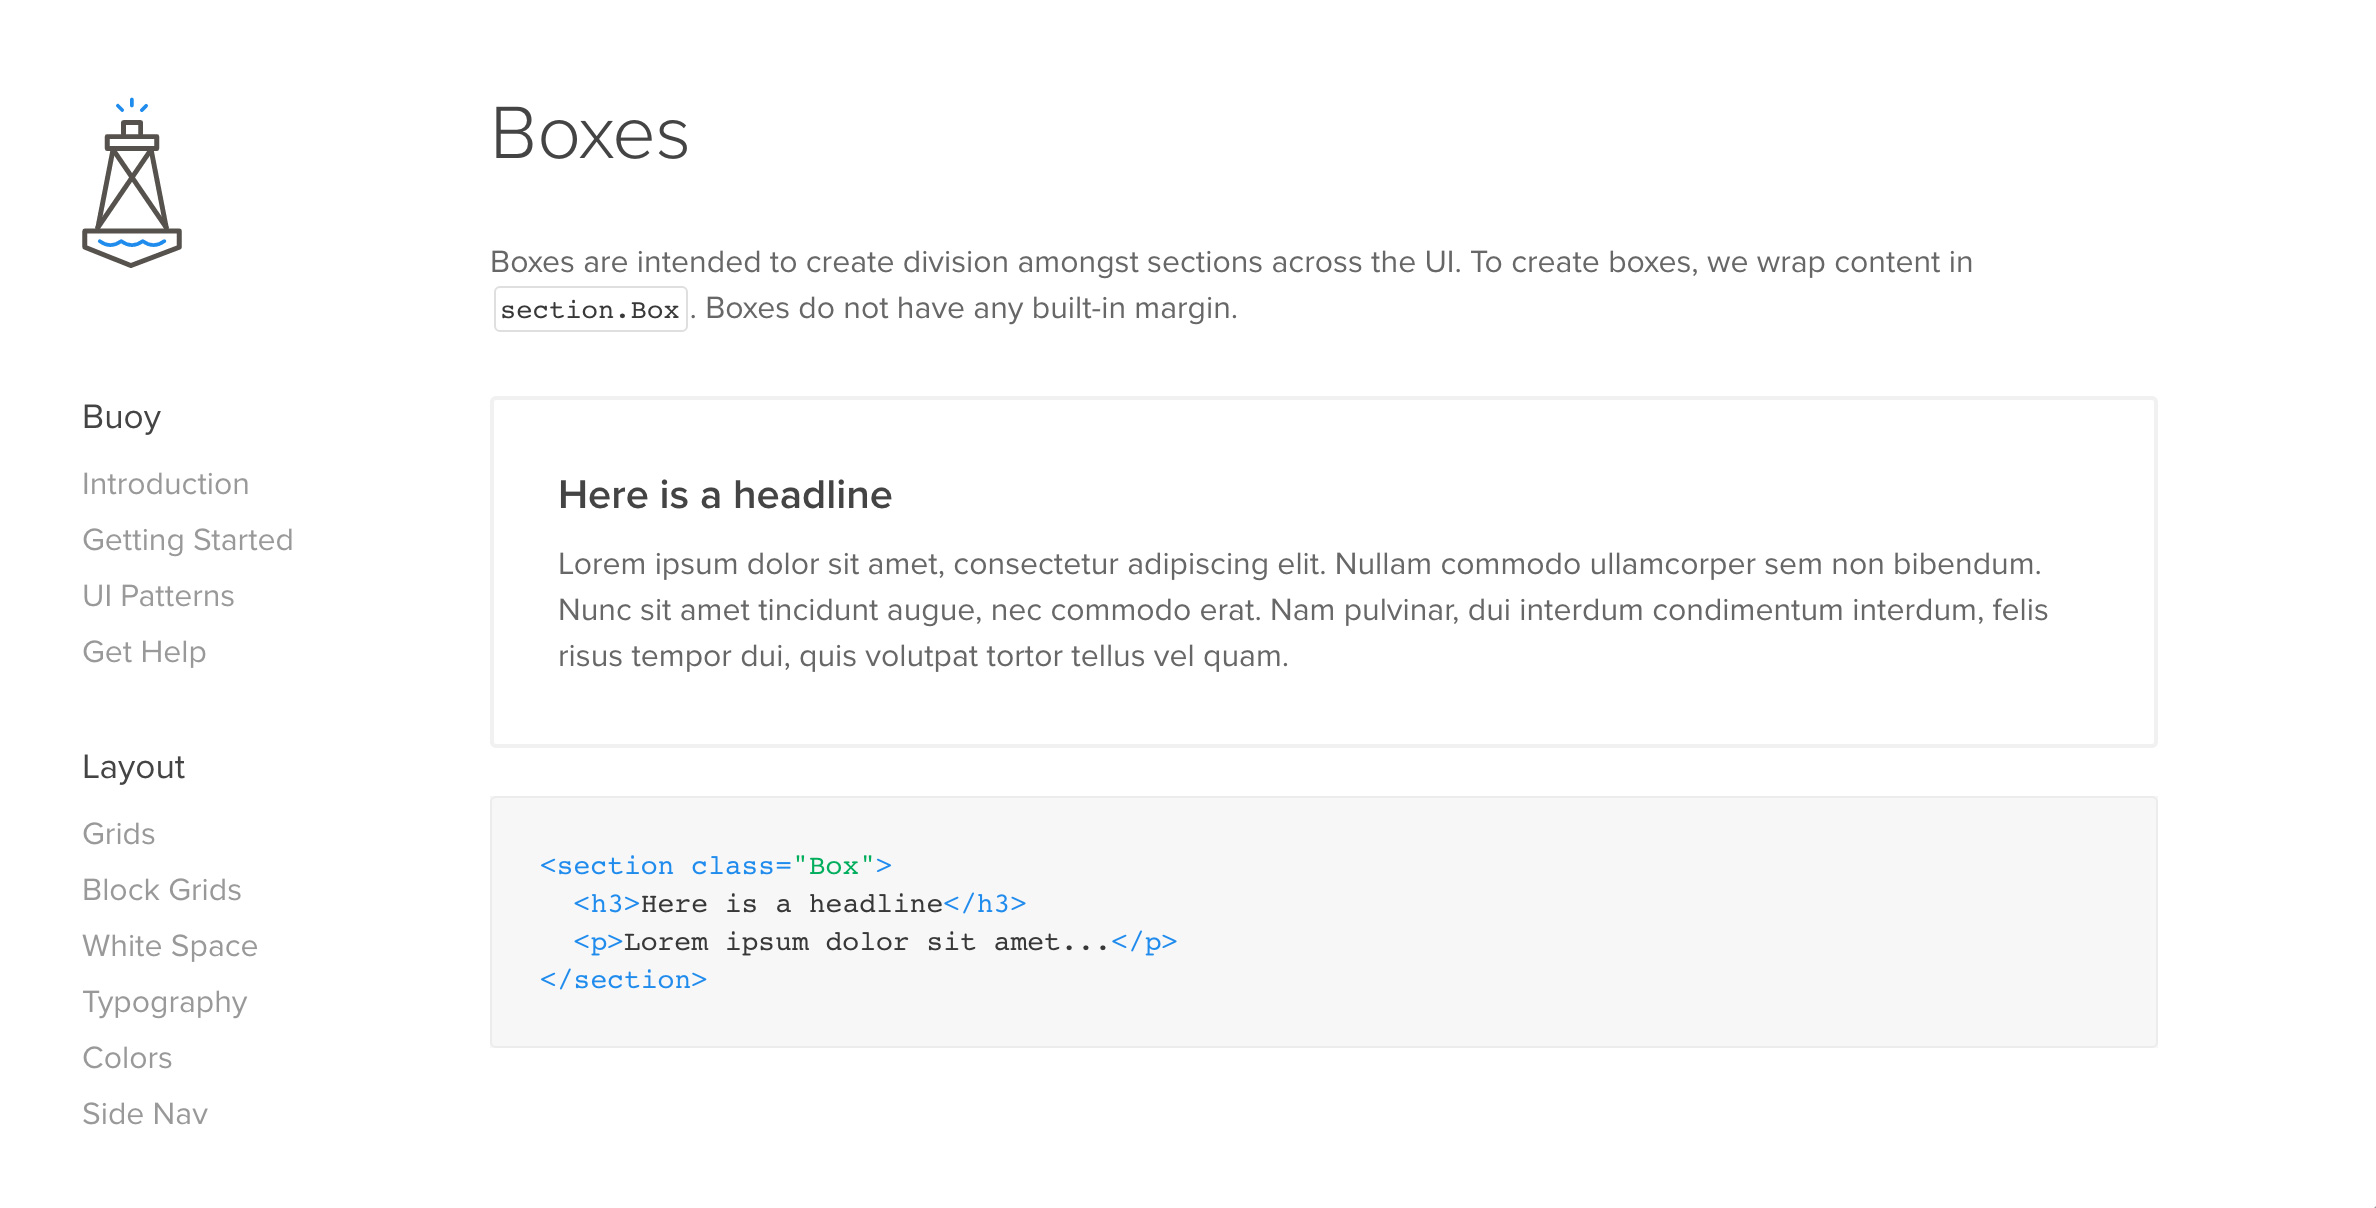 Boxes
Boxes are intended to create division amongst sections across the UI. To create boxes, we wrap content in
section.Box. Boxes do not have any built-in margin.
Buoy
Introduction
Getting Started
UI Patterns
Get Help
Layout
Grids
Block Grids
White Space
Typography
Colors
Side Nav
Here is a headline
Lorem ipsum dolor sit amet, consectetur adipiscing elit. Nullam commodo ullamcorper sem non bibendum.
Nunc sit amet tincidunt augue, nec commodo erat. Nam pulvinar, dui interdum condimentum interdum, felis
risus tempor dui, quis volutpat tortor tellus vel quam.
<section class="Box">
  <h3>Here is a headline</h3>
  <p>Lorem ipsum dolor sit amet...</p>
</section>